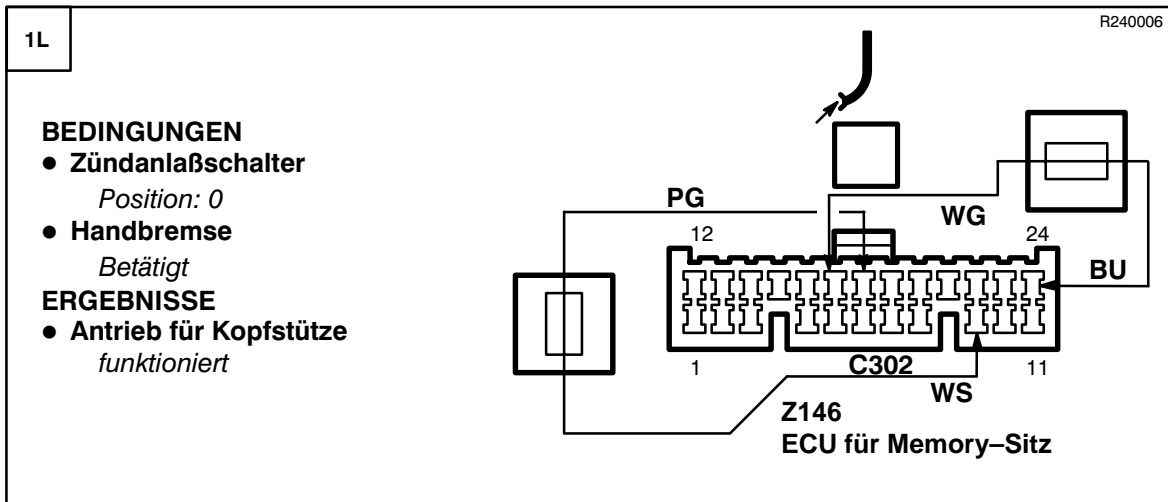 R240006
1L
BEDINGUNGEN
● Zündanlaßschalter
Position: 0
● Handbremse
Betätigt
ERGEBNISSE
● Antrieb für Kopfstütze
funktioniert
PG
WG
12
24
BU
1
C302
11
WS
Z146
ECU für Memory–Sitz